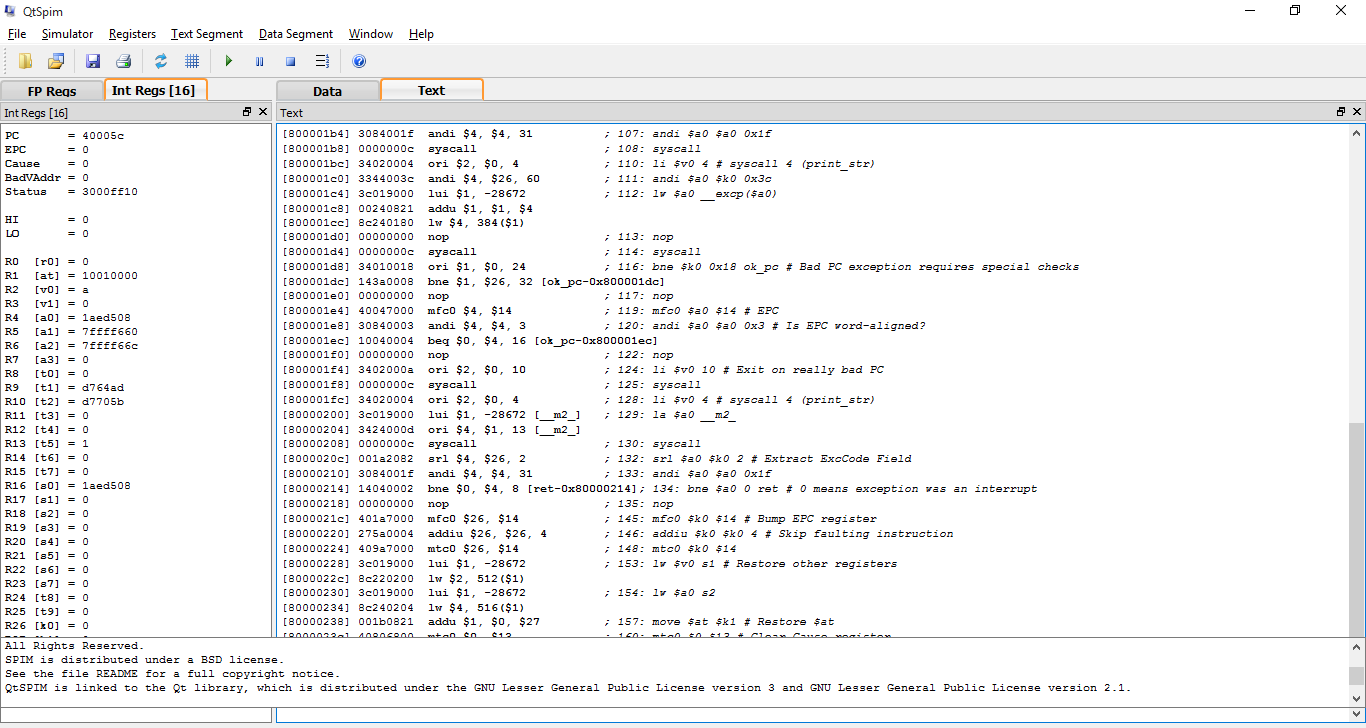 QtSpim
File Simulator Registers Text Segment Data Segment Window Help
FP Regs Int Regs [16] Data Text
Int Regs [16]
PC = 40005c
EPC = 0
Cause = 0
BadVAddr = 0
Status = 3000ff10
HI = 0
LO = 0
R0 [r0] = 0
R1 [at] = 10010000
R2 [v0] = a
R3 [v1] = 0
R4 [a0] = 1aed508
R5 [a1] = 7ffff660
R6 [a2] = 7ffff66c
R7 [a3] = 0
R8 [t0] = 0
R9 [t1] = d764ad
R10 [t2] = d7705b
R11 [t3] = 0
R12 [t4] = 0
R13 [t5] = 1
R14 [t6] = 0
R15 [t7] = 0
R16 [s0] = 1aed508
R17 [s1] = 0
R18 [s2] = 0
R19 [s3] = 0
R20 [s4] = 0
R21 [s5] = 0
R22 [s6] = 0
R23 [s7] = 0
R24 [t8] = 0
R25 [t9] = 0
R26 [k0] = 0
Text
[800001b4] 3084001f andi $4, $4, 31 ; 107: andi $a0 $a0 0x1f
[800001b8] 0000000c syscall ; 108: syscall
[800001bc] 34020004 ori $2, $0, 4 ; 110: li $v0 4 # syscall 4 (print_str)
[800001c0] 3344003c andi $4, $26, 60 ; 111: andi $a0 $k0 0x3c
[800001c4] 3c019000 lui $1, -28672 ; 112: lw $a0 __excp($a0)
[800001c8] 00240821 addu $1, $1, $4
[800001cc] 8c240180 lw $4, 384($1)
[800001d0] 00000000 nop ; 113: nop
[800001d4] 0000000c syscall ; 114: syscall
[800001d8] 34010018 ori $1, $0, 24 ; 116: bne $k0 0x18 ok_pc # Bad PC exception requires special checks
[800001dc] 143a0008 bne $1, $26, 32 [ok_pc-0x800001dc]
[800001e0] 00000000 nop ; 117: nop
[800001e4] 40047000 mfc0 $4, $14 ; 119: mfc0 $a0 $14 # EPC
[800001e8] 30840003 andi $4, $4, 3 ; 120: andi $a0 $a0 0x3 # Is EPC word-aligned?
[800001ec] 10040004 beq $0, $4, 16 [ok_pc-0x800001ec]
[800001f0] 00000000 nop ; 122: nop
[800001f4] 3402000a ori $2, $0, 10 ; 124: li $v0 10 # Exit on really bad PC
[800001f8] 0000000c syscall ; 125: syscall
[800001fc] 34020004 ori $2, $0, 4 ; 128: li $v0 4 # syscall 4 (print_str)
[80000200] 3c019000 lui $1, -28672 [__m2_] ; 129: la $a0 __m2_
[80000204] 3424000d ori $4, $1, 13 [__m2_]
[80000208] 0000000c syscall ; 130: syscall
[8000020c] 001a2082 srl $4, $26, 2 ; 132: srl $a0 $k0 2 # Extract ExcCode Field
[80000210] 3084001f andi $4, $4, 31 ; 133: andi $a0 $a0 0x1f
[80000214] 14040002 bne $0, $4, 8 [ret-0x80000214]; 134: bne $a0 0 ret # 0 means exception was an interrupt
[80000218] 00000000 nop ; 135: nop
[8000021c] 401a7000 mfc0 $26, $14 ; 145: mfc0 $k0 $14 # Bump EPC register
[80000220] 275a0004 addiu $26, $26, 4 ; 146: addiu $k0 $k0 4 # Skip faulting instruction
[80000224] 409a7000 mtc0 $26, $14 ; 148: mtc0 $k0 $14
[80000228] 3c019000 lui $1, -28672 ; 153: lw $v0 s1 # Restore other registers
[8000022c] 8c220200 lw $2, 512($1)
[80000230] 3c019000 lui $1, -28672 ; 154: lw $a0 s2
[80000234] 8c240204 lw $4, 516($1)
[80000238] 001b0821 addu $1, $0, $27 ; 157: move $at $k1 # Restore $at
[8000023c] 40806800 mtc0 $0, $13 ; 160: mtc0 $0 $13 # Clear Cause register
All Rights Reserved.
SPIM is distributed under a BSD license.
See the file README for a full copyright notice.
QtSPIM is linked to the Qt library, which is distributed under the GNU Lesser General Public License version 3 and GNU Lesser General Public License version 2.1.